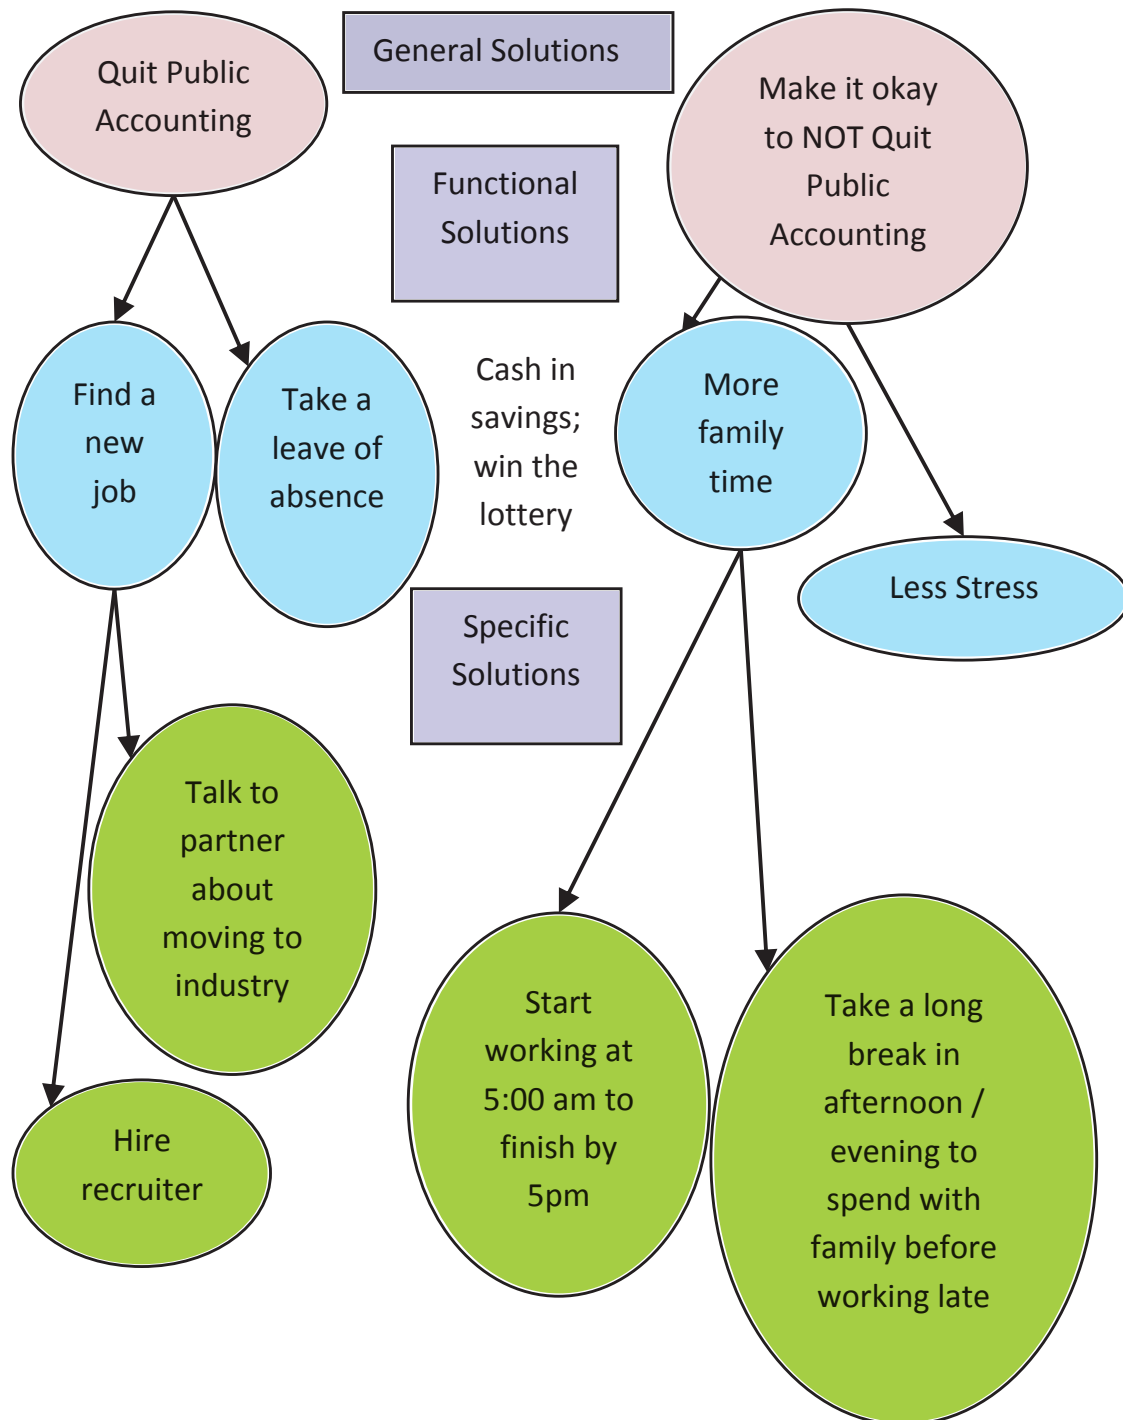 Quit Public
Accounting
General Solutions
Make it okay
to NOT Quit
Public
Accounting
Functional
Solutions
Find a
new
job
Take a
leave of
absence
Cash in
savings;
win the
lottery
More
family
time
Less Stress
Specific
Solutions
Talk to
partner
about
moving to
industry
Hire
recruiter
Start
working at
5:00 am to
finish by
5pm
Take a long
break in
afternoon /
evening to
spend with
family before
working late